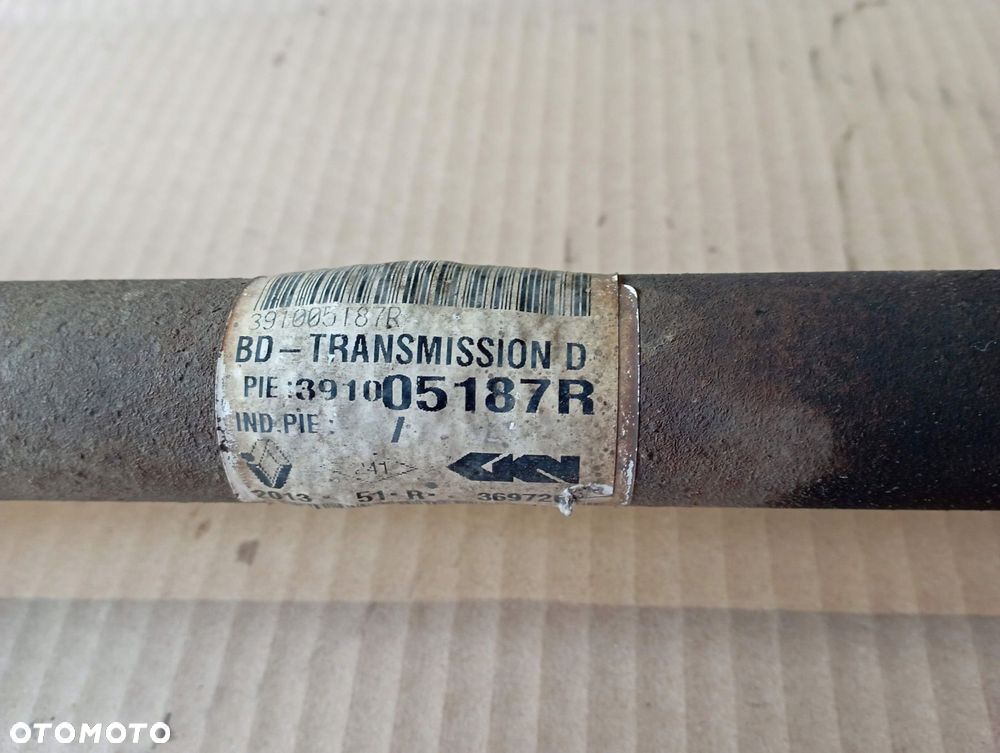 391005187R
BD - TRANSMISSION D
PIE : 391005187R
IND PIE : /
GKN
2013 - 51 - R -
OTOMOTO